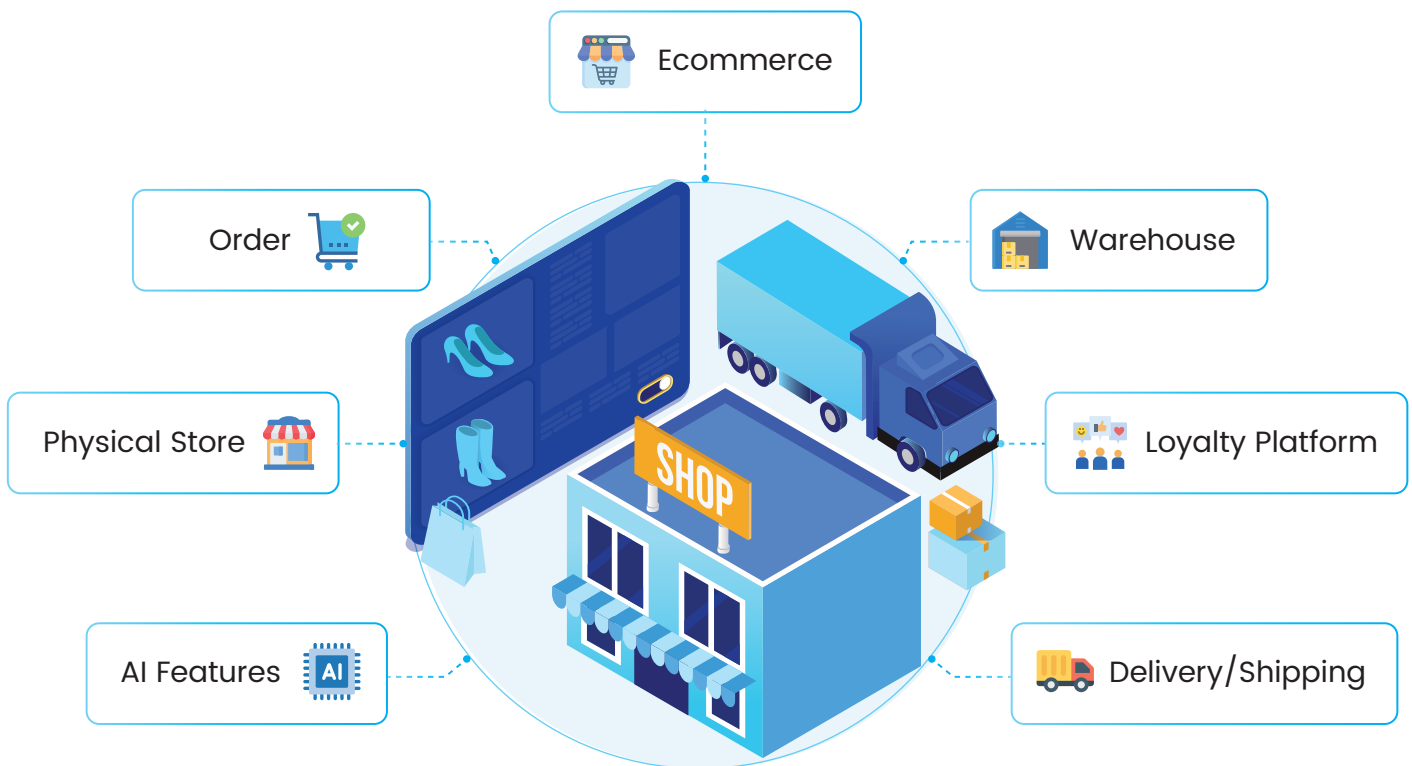 Ecommerce
Order
Warehouse
Physical Store
Loyalty Platform
SHOP
AI Features
AI
Delivery/Shipping